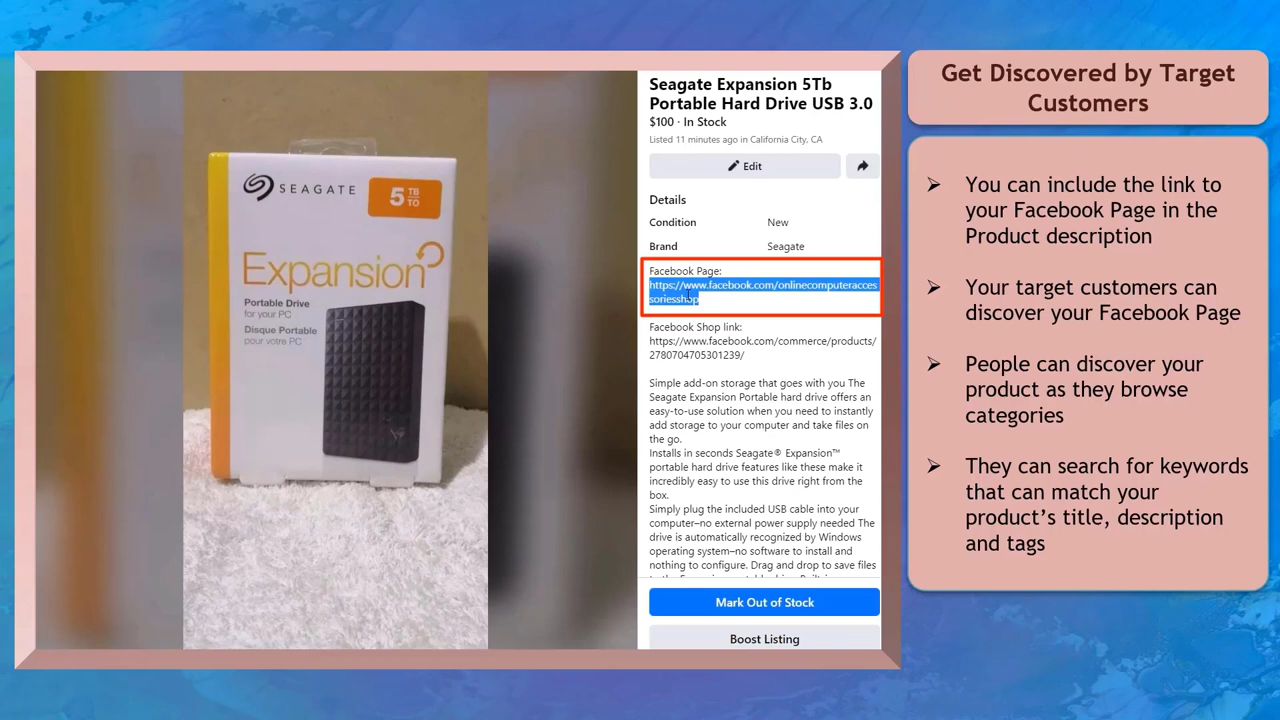 SEAGATE
5 TB
TO
Expansion
Portable Drive
for your PC
Disque Portable
pour votre PC
Seagate Expansion 5Tb
Portable Hard Drive USB 3.0
$100 · In Stock
Listed 11 minutes ago in California City, CA
Edit
Details
Condition New
Brand Seagate
Facebook Page:
https://www.facebook.com/onlinecomputeracces
soriesshop
Facebook Shop link:
https://www.facebook.com/commerce/products/
2780704705301239/
Simple add-on storage that goes with you The
Seagate Expansion Portable hard drive offers an
easy-to-use solution when you need to instantly
add storage to your computer and take files on
the go.
Installs in seconds Seagate® Expansion™
portable hard drive features like these make it
incredibly easy to use this drive right from the
box.
Simply plug the included USB cable into your
computer–no external power supply needed The
drive is automatically recognized by Windows
operating system–no software to install and
nothing to configure. Drag and drop to save files
Mark Out of Stock
Boost Listing
Get Discovered by Target
Customers
➢ You can include the link to
your Facebook Page in the
Product description
➢ Your target customers can
discover your Facebook Page
➢ People can discover your
product as they browse
categories
➢ They can search for keywords
that can match your
product’s title, description
and tags